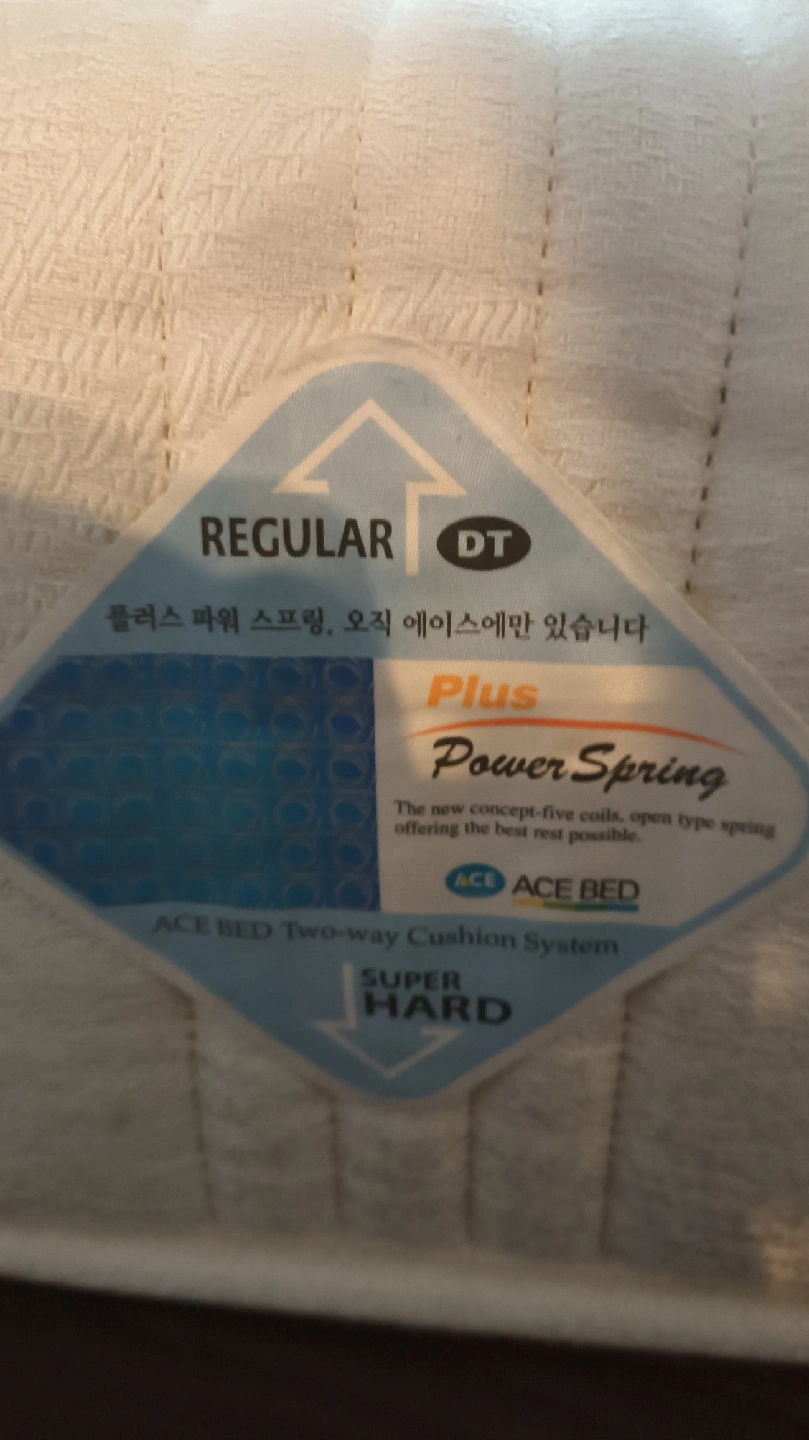 REGULAR DT
플러스 파워 스프링, 오직 에이스에만 있습니다
Plus
Power Spring
The new concept-five coils, open type spring
offering the best rest possible.
ACE ACE BED
ACE BED Two-way Cushion System
SUPER
HARD